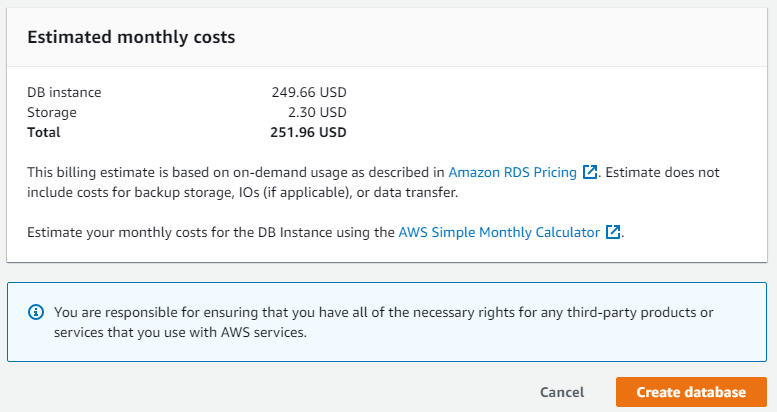 Estimated monthly costs
DB instance 249.66 USD
Storage 2.30 USD
Total 251.96 USD
This billing estimate is based on on-demand usage as described in Amazon RDS Pricing . Estimate does not
include costs for backup storage, IOs (if applicable), or data transfer.
Estimate your monthly costs for the DB Instance using the AWS Simple Monthly Calculator .
You are responsible for ensuring that you have all of the necessary rights for any third-party products or
services that you use with AWS services.
Cancel Create database